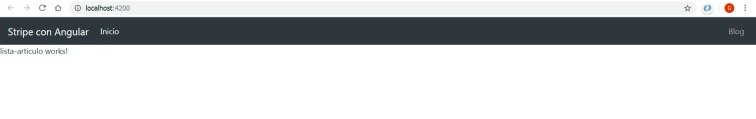 localhost:4200
Stripe con Angular Inicio Blog
lista-articulo works!